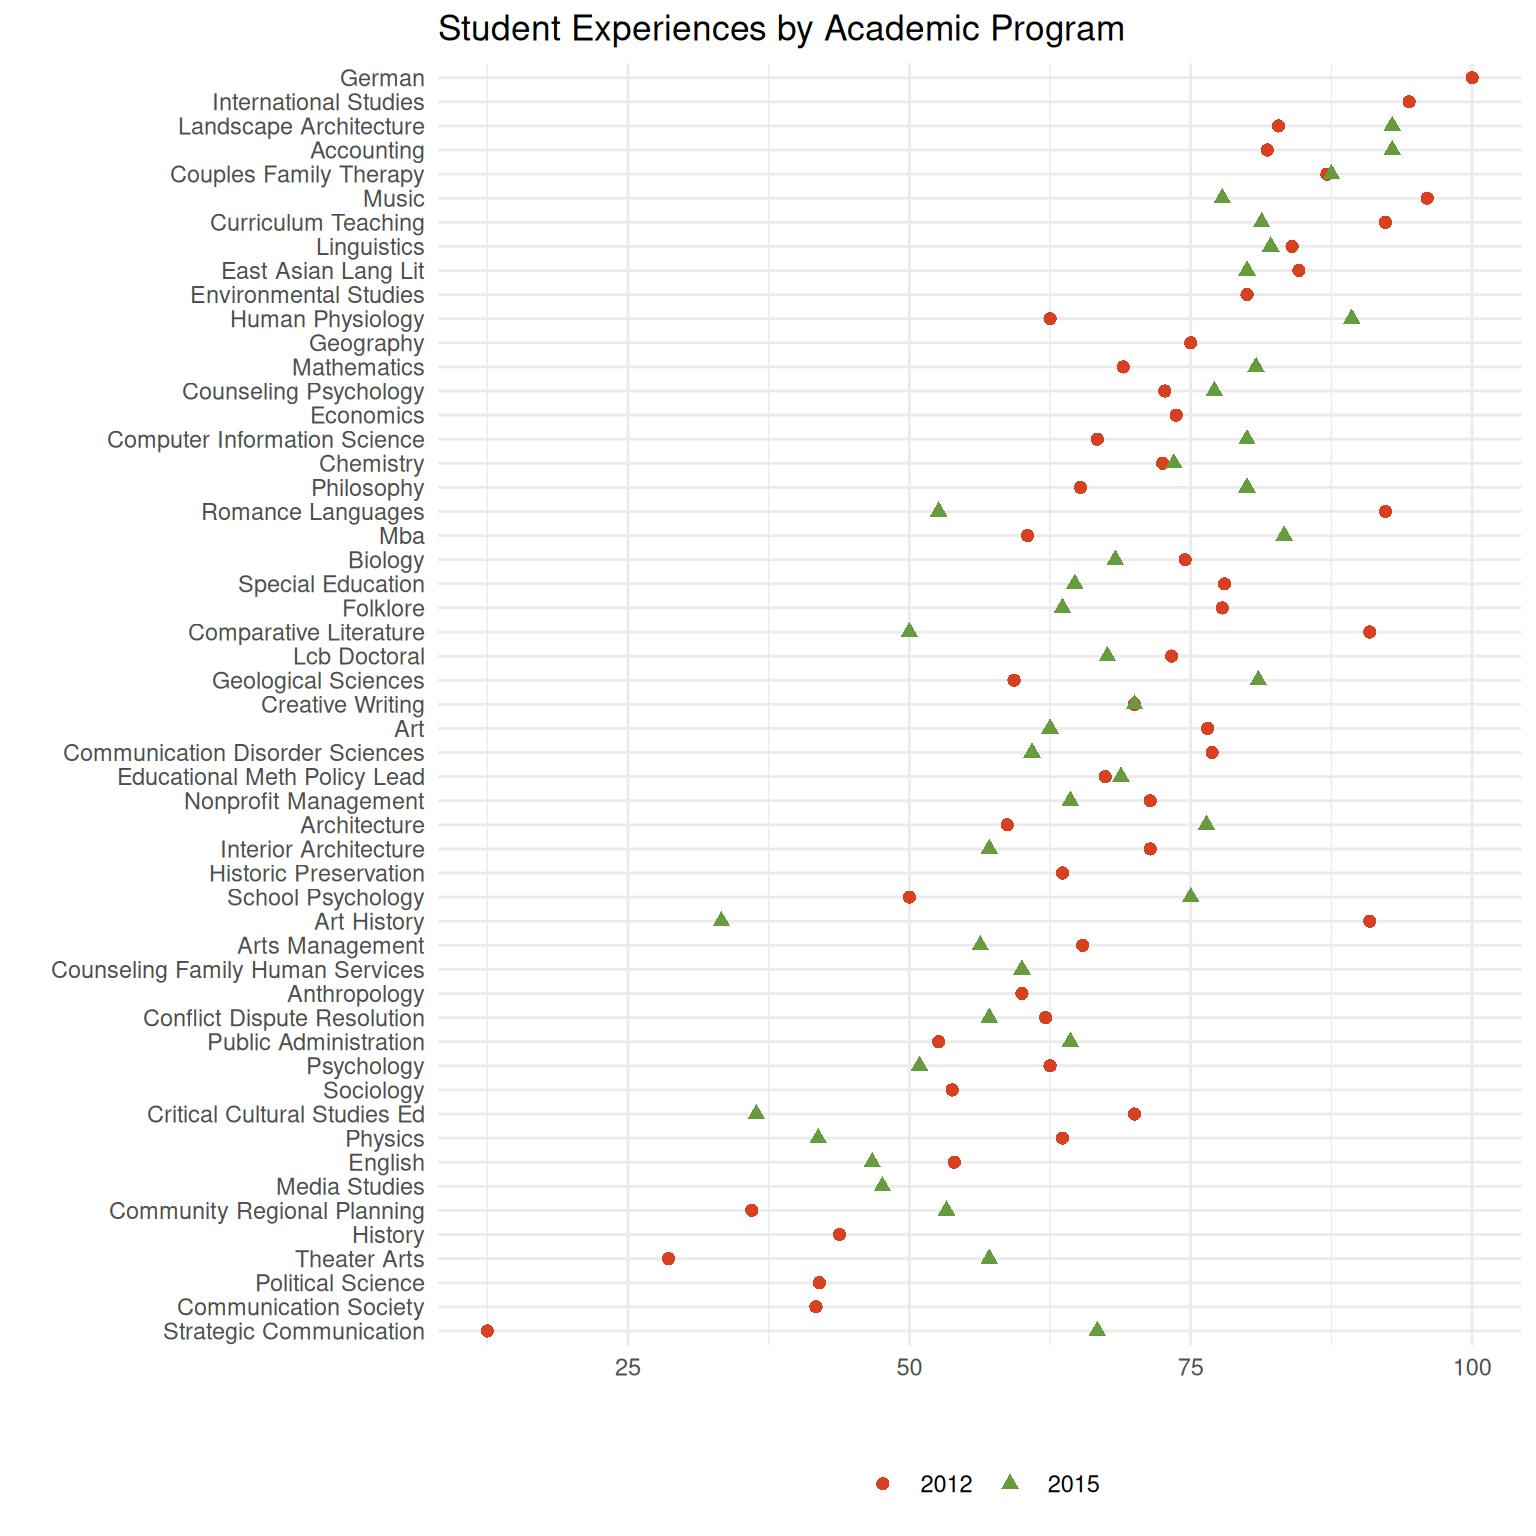 Student Experiences by Academic Program
German
International Studies
Landscape Architecture
Accounting
Couples Family Therapy
Music
Curriculum Teaching
Linguistics
East Asian Lang Lit
Environmental Studies
Human Physiology
Geography
Mathematics
Counseling Psychology
Economics
Computer Information Science
Chemistry
Philosophy
Romance Languages
Mba
Biology
Special Education
Folklore
Comparative Literature
Lcb Doctoral
Geological Sciences
Creative Writing
Art
Communication Disorder Sciences
Educational Meth Policy Lead
Nonprofit Management
Architecture
Interior Architecture
Historic Preservation
School Psychology
Art History
Arts Management
Counseling Family Human Services
Anthropology
Conflict Dispute Resolution
Public Administration
Psychology
Sociology
Critical Cultural Studies Ed
Physics
English
Media Studies
Community Regional Planning
History
Theater Arts
Political Science
Communication Society
Strategic Communication
25 50 75 100
2012 2015